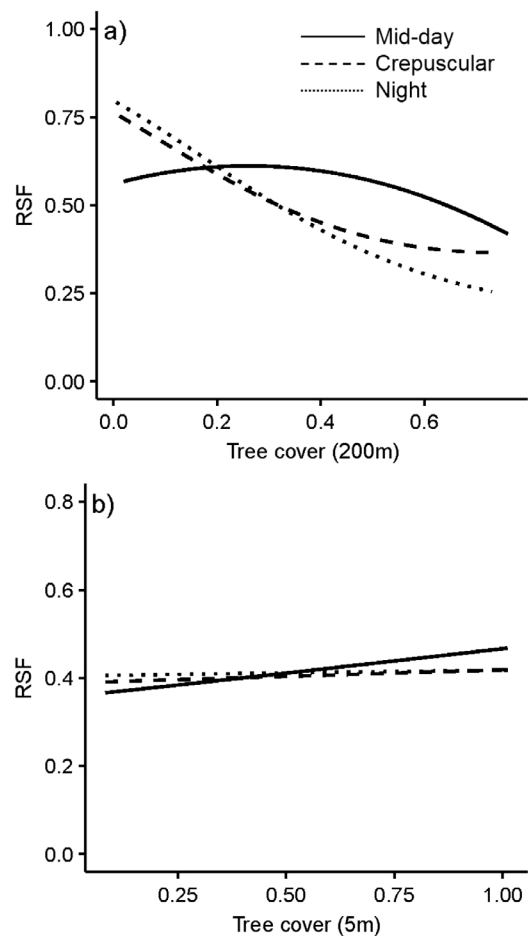 a)
Mid-day
Crepuscular
Night
1.00
0.75
0.50
0.25
0.00
RSF
0.0 0.2 0.4 0.6
Tree cover (200m)
b)
0.8
0.6
0.4
0.2
0.0
RSF
0.25 0.50 0.75 1.00
Tree cover (5m)